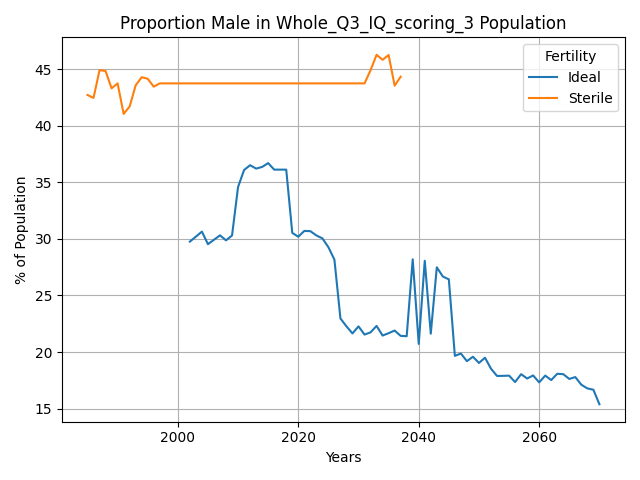 Proportion Male in Whole_Q3_IQ_scoring_3 Population
Fertility
Ideal
Sterile
% of Population
45
40
35
30
25
20
15
2000
2020
2040
2060
Years